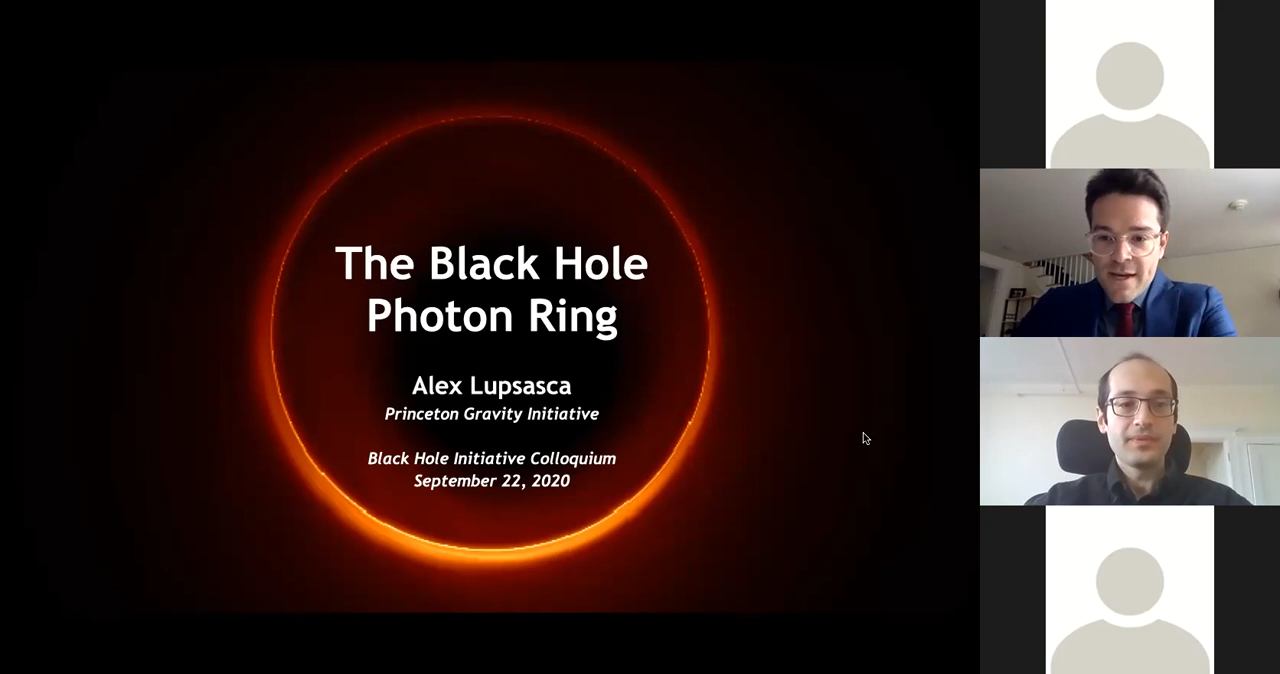 The Black Hole
Photon Ring
Alex Lupsasca
Princeton Gravity Initiative
Black Hole Initiative Colloquium
September 22, 2020